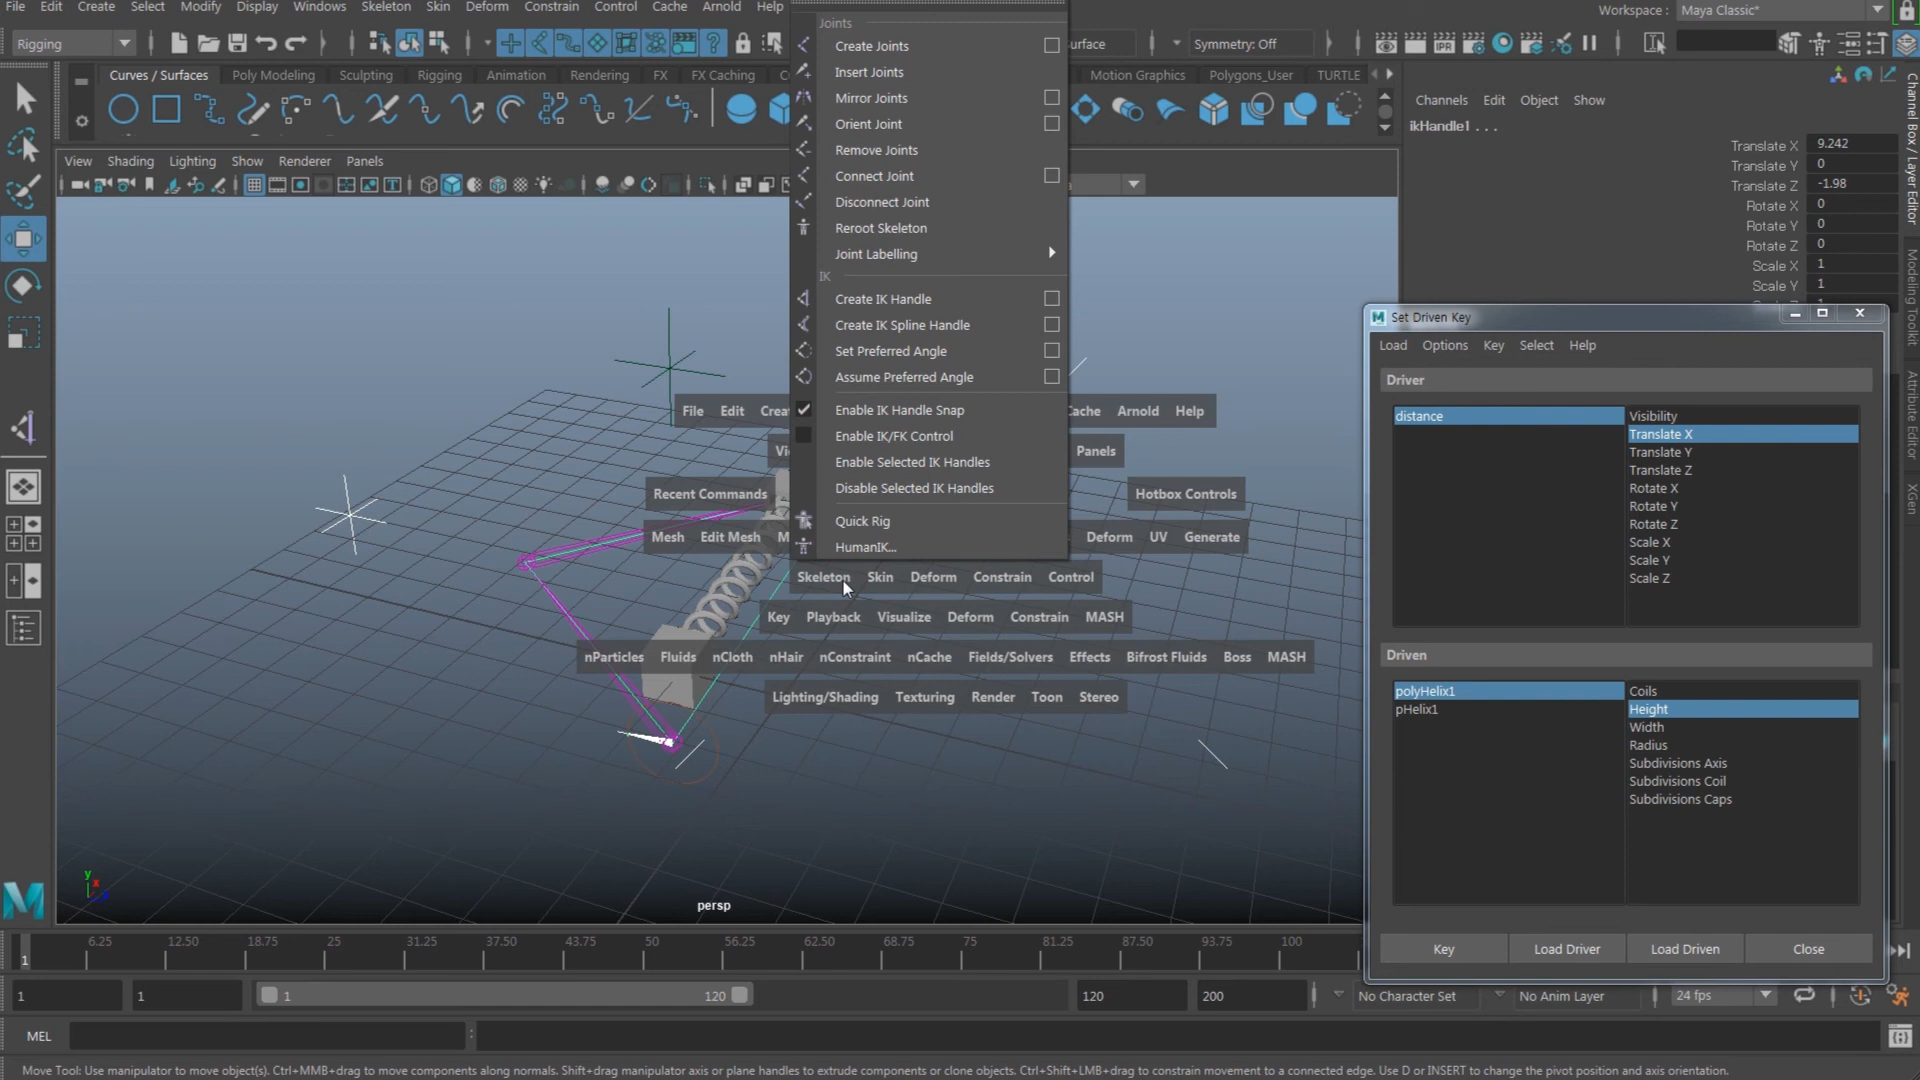 File Edit Create Select Modify Display Windows Skeleton Skin Deform Constrain Control Cache Arnold Help
Workspace : Maya Classic*
Rigging
urface
Symmetry: Off
IPR
Curves / Surfaces Poly Modeling Sculpting Rigging Animation Rendering FX FX Caching
Motion Graphics Polygons_User TURTLE
View Shading Lighting Show Renderer Panels
Joints
Create Joints
Insert Joints
Mirror Joints
Orient Joint
Remove Joints
Connect Joint
Disconnect Joint
Reroot Skeleton
Joint Labelling
IK
Create IK Handle
Create IK Spline Handle
Set Preferred Angle
Assume Preferred Angle
Enable IK Handle Snap
Enable IK/FK Control
Enable Selected IK Handles
Disable Selected IK Handles
Quick Rig
HumanIK...
Channels Edit Object Show
ikHandle1 . . .
Translate X 9.242
Translate Y 0
Translate Z -1.98
Rotate X 0
Rotate Y 0
Rotate Z 0
Scale X 1
Scale Y 1
Channel Box / Layer Editor
Modeling Toolkit
Attribute Editor
XGen
File Edit Crea
Cache Arnold Help
Vi
Panels
Recent Commands
Hotbox Controls
Mesh Edit Mesh M
Deform UV Generate
Skeleton Skin Deform Constrain Control
Key Playback Visualize Deform Constrain MASH
nParticles Fluids nCloth nHair nConstraint nCache Fields/Solvers Effects Bifrost Fluids Boss MASH
Lighting/Shading Texturing Render Toon Stereo
persp
y
x
Set Driven Key
Load Options Key Select Help
Driver
distance
Visibility
Translate X
Translate Y
Translate Z
Rotate X
Rotate Y
Rotate Z
Scale X
Scale Y
Scale Z
Driven
polyHelix1
pHelix1
Coils
Height
Width
Radius
Subdivisions Axis
Subdivisions Coil
Subdivisions Caps
Key Load Driver Load Driven Close
1 6.25 12.50 18.75 25 31.25 37.50 43.75 50 56.25 62.50 68.75 75 81.25 87.50 93.75 100
1 1 1 120 120 200 No Character Set No Anim Layer 24 fps
MEL
Move Tool: Use manipulator to move object(s). Ctrl+MMB+drag to move components along normals. Shift+drag manipulator axis or plane handles to extrude components or clone objects. Ctrl+Shift+LMB+drag to constrain movement to a connected edge. Use D or INSERT to change the pivot position and axis orientation.